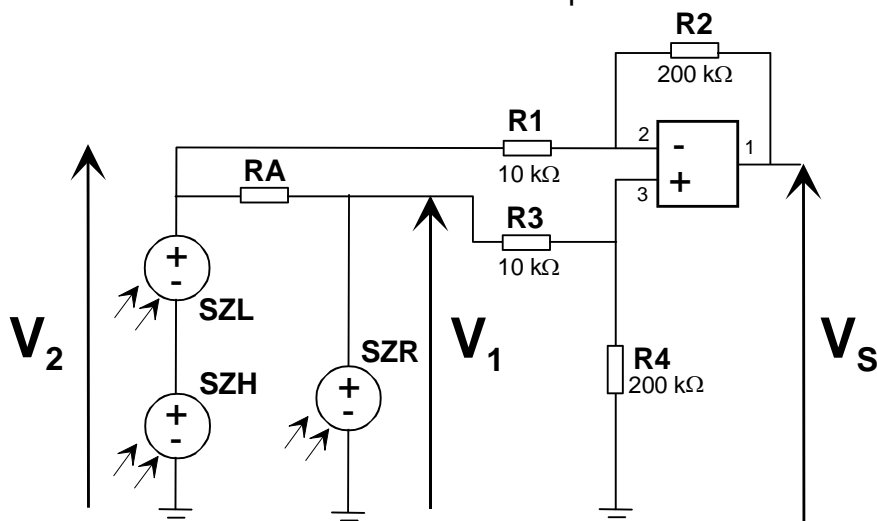 R2
200 kΩ
R1
2
-
1
10 kΩ
+
3
RA
R3
10 kΩ
+
-
SZL
V2
SZR
V1
VS
SZH
R4
200 kΩ
+
-
+
-